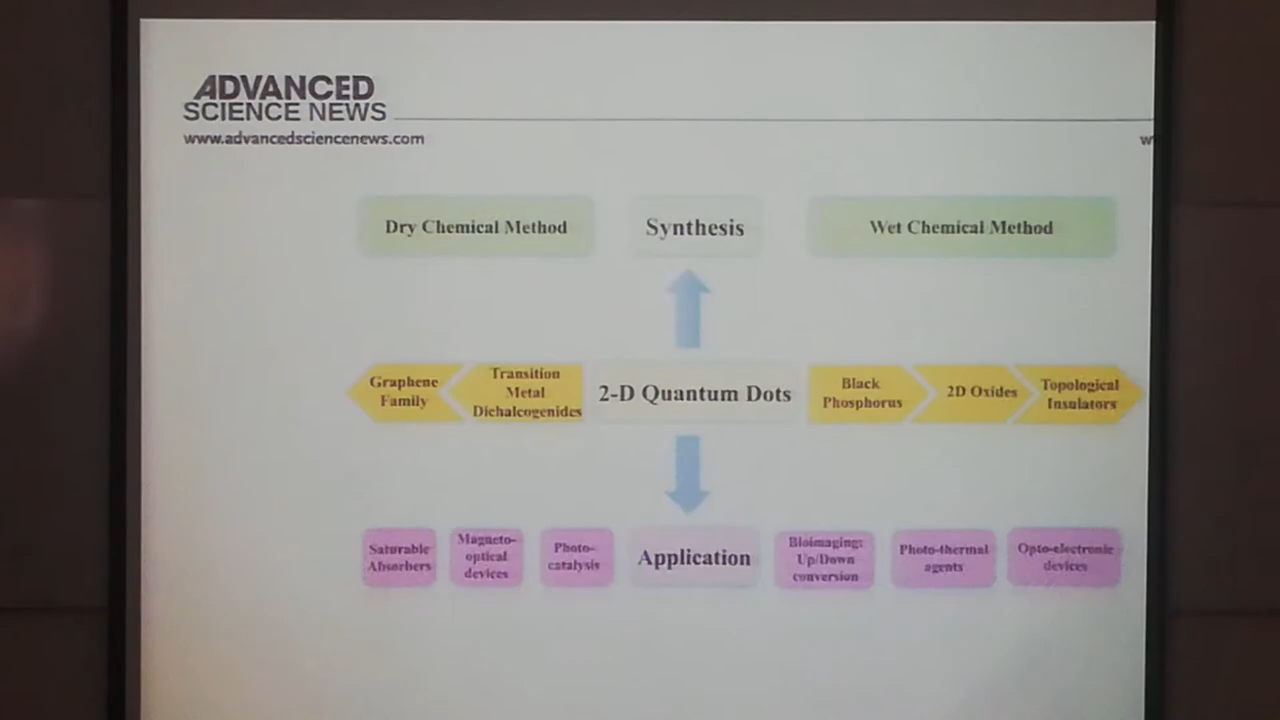 ADVANCED
SCIENCE NEWS
www.advancedsciencenews.com
w
Dry Chemical Method
Synthesis
Wet Chemical Method
Graphene
Family
Transition
Metal
Dichalcogenides
2-D Quantum Dots
Black
Phosphorus
2D Oxides
Topological
Insulators
Saturable
Absorbers
Magneto-
optical
devices
Photo-
catalysis
Application
Bioimaging:
Up/Down
conversion
Photo-thermal
agents
Opto-electronic
devices